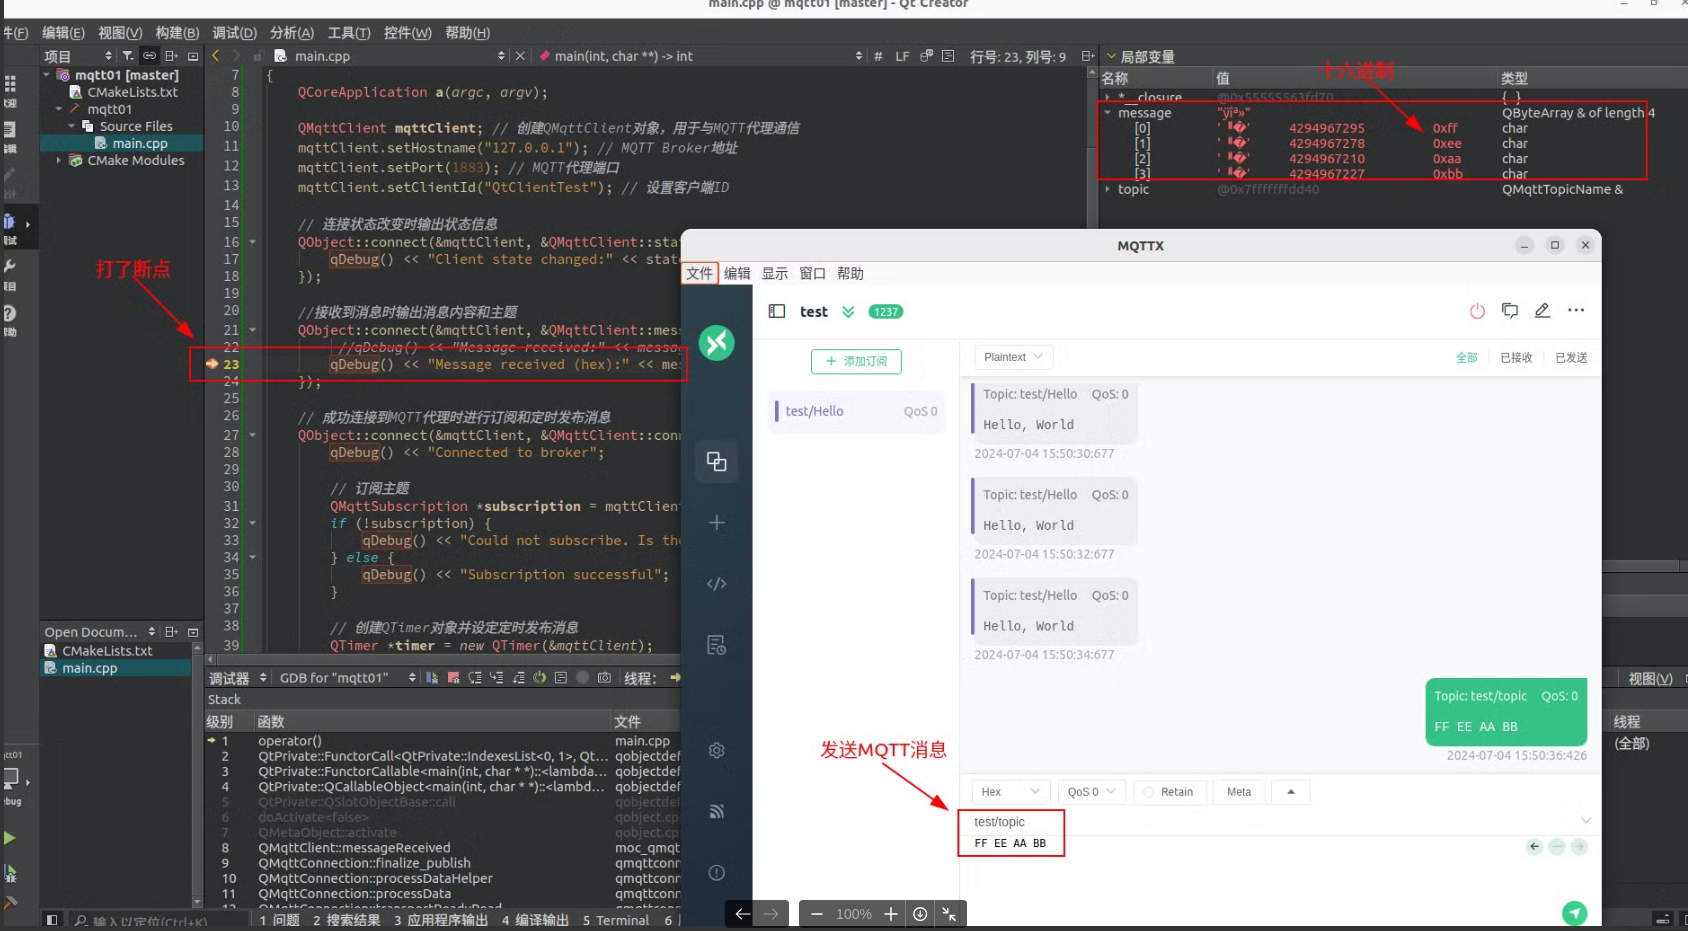 main.cpp @ mqtt01 [master] - Qt Creator
件(F) 编辑(E) 视图(V) 构建(B) 调试(D) 分析(A) 工具(T) 控件(W) 帮助(H)
项目
main.cpp
main(int, char **) -> int
# LF
行号: 23, 列号: 9
局部变量
mqtt01 [master]
CMakeLists.txt
mqtt01
Source Files
main.cpp
CMake Modules
7 {
8 QCoreApplication a(argc, argv);
9
10 QMqttClient mqttClient; // 创建QMqttClient对象，用于与MQTT代理通信
11 mqttClient.setHostname("127.0.0.1"); // MQTT Broker地址
12 mqttClient.setPort(1883); // MQTT代理端口
13 mqttClient.setClientId("QtClientTest"); // 设置客户端ID
14
15 // 连接状态改变时输出状态信息
16 QObject::connect(&mqttClient, &QMqttClient::sta
17 qDebug() << "Client state changed:" << stat
18 });
19
20 //接收到消息时输出消息内容和主题
21 QObject::connect(&mqttClient, &QMqttClient::mes
22 //qDebug() << "Message received:" << messag
23 qDebug() << "Message received (hex):" << mes
24 });
25
26 // 成功连接到MQTT代理时进行订阅和定时发布消息
27 QObject::connect(&mqttClient, &QMqttClient::con
28 qDebug() << "Connected to broker";
29
30 // 订阅主题
31 QMqttSubscription *subscription = mqttClient
32 if (!subscription) {
33 qDebug() << "Could not subscribe. Is the
34 } else {
35 qDebug() << "Subscription successful";
36 }
37
38 // 创建QTimer对象并设定定时发布消息
39 QTimer *timer = new QTimer(&mqttClient);
打了断点
名称 值 类型
十六进制
*__closure @0x55555563fd70 {...}
message "ÿîª»" QByteArray & of length 4
[0] 4294967295 0xff char
[1] 4294967278 0xee char
[2] 4294967210 0xaa char
[3] 4294967227 0xbb char
topic @0x7fffffffdd40 QMqttTopicName &
Open Docum...
CMakeLists.txt
main.cpp
调试器 GDB for "mqtt01" 线程:
Stack
级别 函数 文件
1 operator() main.cpp
2 QtPrivate::FunctorCall<QtPrivate::IndexesList<0, 1>, Qt... qobjectdef
3 QtPrivate::FunctorCallable<main(int, char * *)::<lambda... qobjectdef
4 QtPrivate::QCallableObject<main(int, char * *)::<lambd... qobjectdef
5 QtPrivate::QSlotObjectBase::call qobjectdef
6 doActivate<false> qobject.cp
7 QMetaObject::activate qobject.cp
8 QMqttClient::messageReceived moc_qmqt
9 QMqttConnection::finalize_publish qmqttconn
10 QMqttConnection::processDataHelper qmqttconn
11 QMqttConnection::processData qmqttconn
视图(V)
线程
(全部)
输入以定位(Ctrl+K)
1 问题 2 搜索结果 3 应用程序输出 4 编译输出 5 Terminal 6
MQTTX
文件 编辑 显示 窗口 帮助
test 1237
+ 添加订阅
test/Hello QoS 0
Plaintext
全部 已接收 已发送
Topic: test/Hello QoS: 0
Hello, World
2024-07-04 15:50:30:677
Topic: test/Hello QoS: 0
Hello, World
2024-07-04 15:50:32:677
Topic: test/Hello QoS: 0
Hello, World
2024-07-04 15:50:34:677
Topic: test/topic QoS: 0
FF EE AA BB
2024-07-04 15:50:36:426
发送MQTT消息
Hex QoS 0 Retain Meta
test/topic
FF EE AA BB
100%